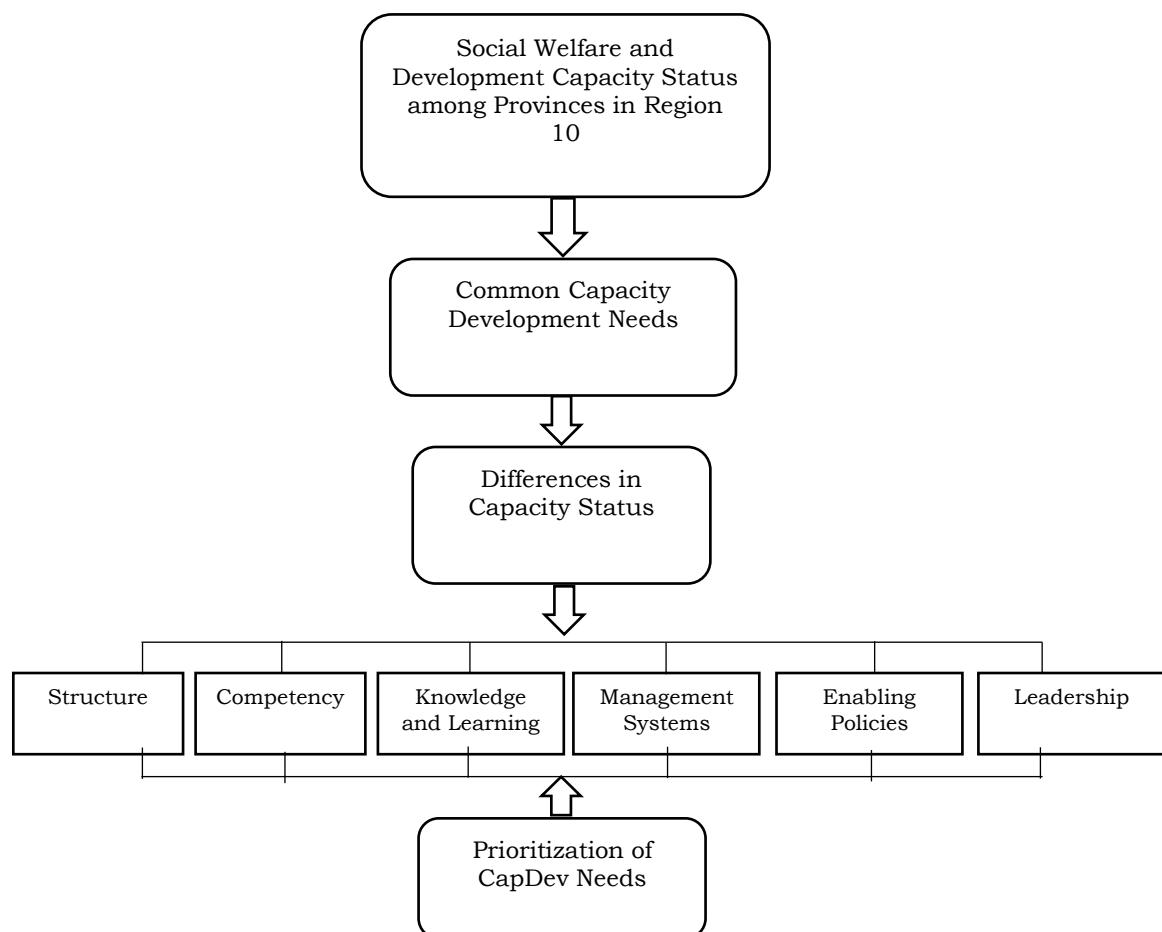 Social Welfare and
Development Capacity Status
among Provinces in Region
10
Common Capacity
Development Needs
Differences in
Capacity Status
Structure
Competency
Knowledge
and Learning
Management
Systems
Enabling
Policies
Leadership
Prioritization of
CapDev Needs